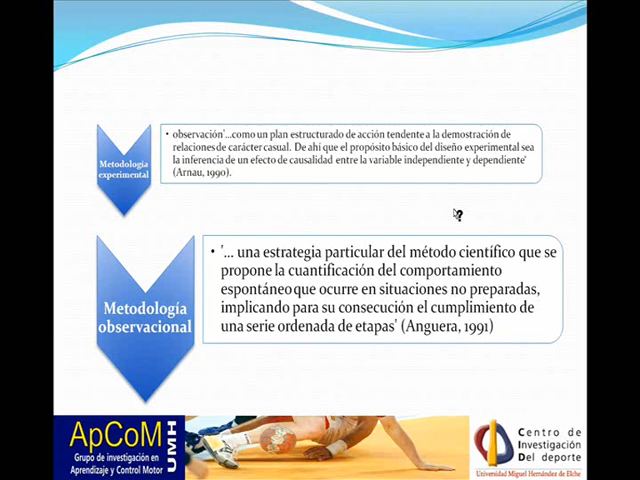 Metodología
experimental
• observación'...como un plan estructurado de acción tendente a la demostración de
relaciones de carácter casual. De ahí que el propósito básico del diseño experimental sea
la inferencia de un efecto de causalidad entre la variable independiente y dependiente'
(Arnau, 1990).
Metodología
observacional
• '... una estrategia particular del método científico que se
propone la cuantificación del comportamiento
espontáneo que ocurre en situaciones no preparadas,
implicando para su consecución el cumplimiento de
una serie ordenada de etapas' (Anguera, 1991)
ApCoM
UMH
Grupo de investigación en
Aprendizaje y Control Motor
Centro de
Investigación
Del deporte
Universidad Miguel Hernández de Elche